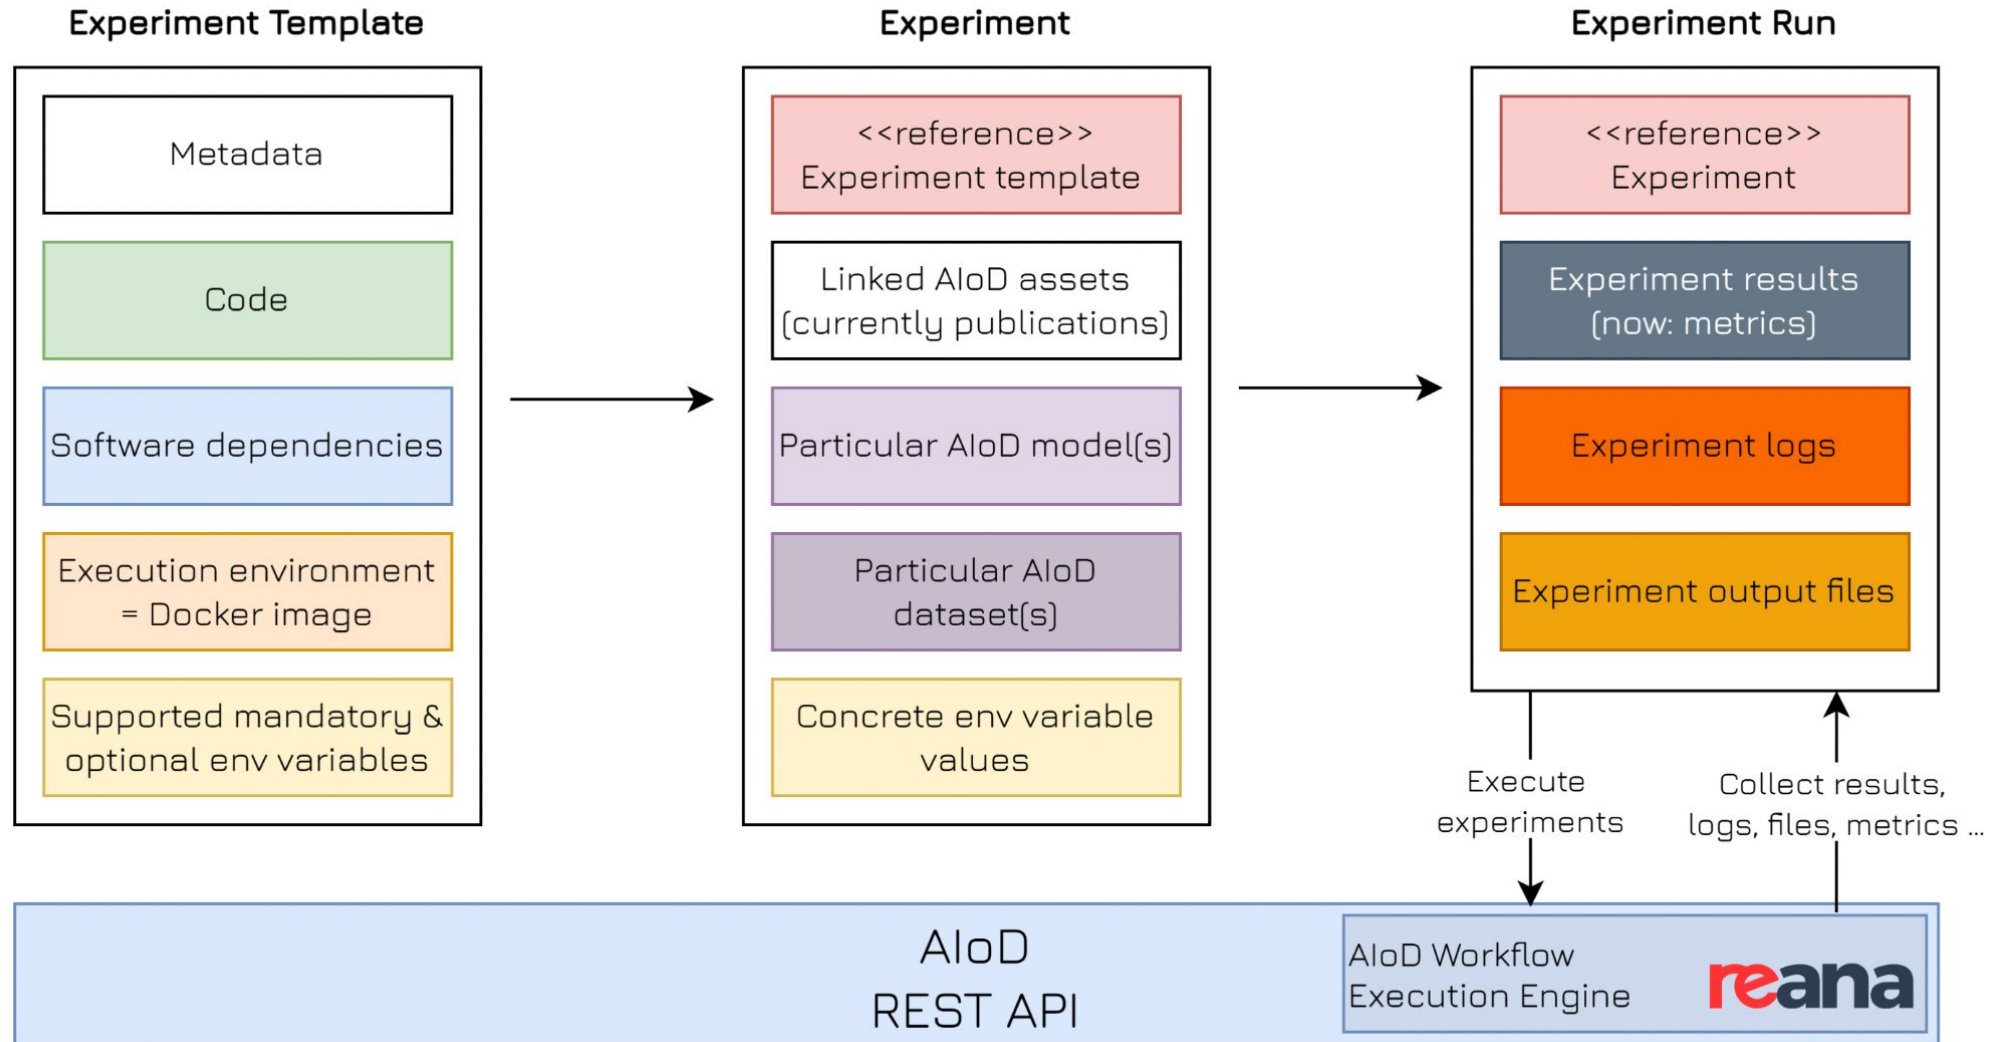 Experiment Template
Metadata
Code
Software dependencies
Execution environment
= Docker image
Supported mandatory &
optional env variables
Experiment
<<reference>>
Experiment template
Linked AIoD assets
(currently publications)
Particular AIoD model(s)
Particular AIoD
dataset(s)
Concrete env variable
values
Experiment Run
<<reference>>
Experiment
Experiment results
(now: metrics)
Experiment logs
Experiment output files
Execute
experiments
Collect results,
logs, files, metrics ...
AIoD
REST API
AIoD Workflow
Execution Engine
reana